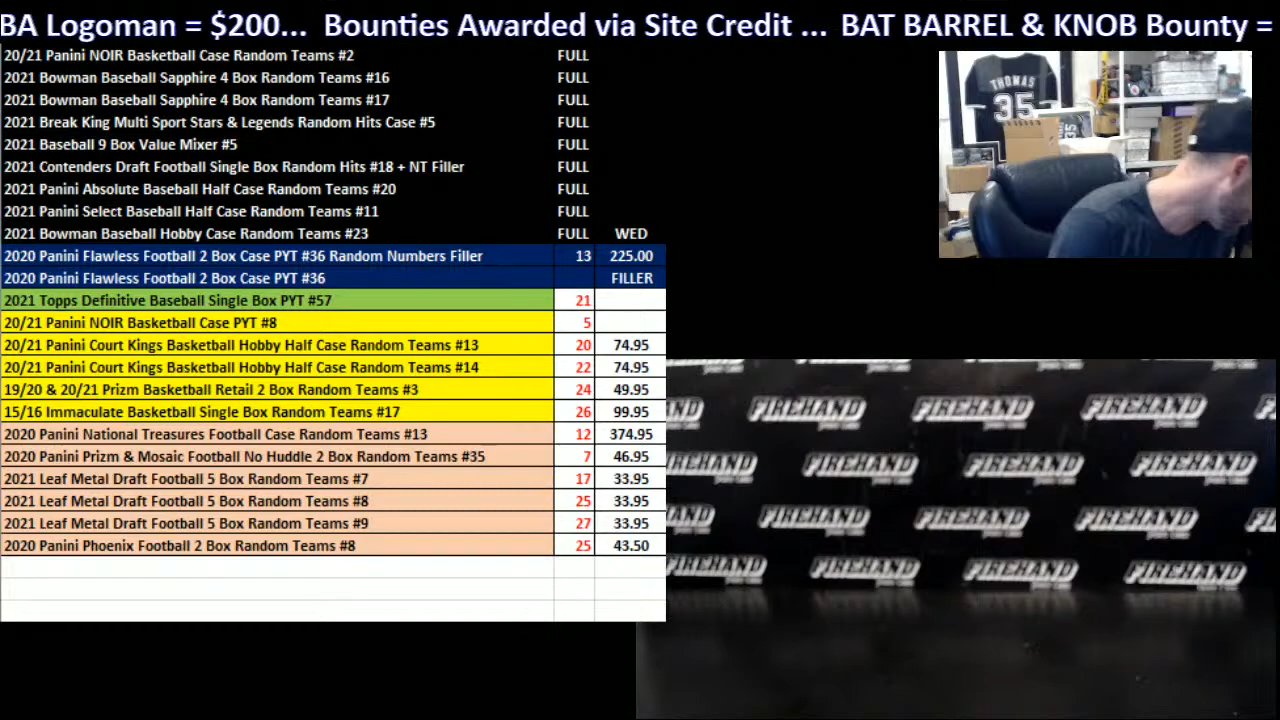 BA Logoman = $200... Bounties Awarded via Site Credit ... BAT BARREL & KNOB Bounty =
20/21 Panini NOIR Basketball Case Random Teams #2 FULL
2021 Bowman Baseball Sapphire 4 Box Random Teams #16 FULL
2021 Bowman Baseball Sapphire 4 Box Random Teams #17 FULL
2021 Break King Multi Sport Stars & Legends Random Hits Case #5 FULL
2021 Baseball 9 Box Value Mixer #5 FULL
2021 Contenders Draft Football Single Box Random Hits #18 + NT Filler FULL
2021 Panini Absolute Baseball Half Case Random Teams #20 FULL
2021 Panini Select Baseball Half Case Random Teams #11 FULL
2021 Bowman Baseball Hobby Case Random Teams #23 FULL WED
2020 Panini Flawless Football 2 Box Case PYT #36 Random Numbers Filler 13 225.00
2020 Panini Flawless Football 2 Box Case PYT #36 FILLER
2021 Topps Definitive Baseball Single Box PYT #57 21
20/21 Panini NOIR Basketball Case PYT #8 5
20/21 Panini Court Kings Basketball Hobby Half Case Random Teams #13 20 74.95
20/21 Panini Court Kings Basketball Hobby Half Case Random Teams #14 22 74.95
19/20 & 20/21 Prizm Basketball Retail 2 Box Random Teams #3 24 49.95
15/16 Immaculate Basketball Single Box Random Teams #17 26 99.95
2020 Panini National Treasures Football Case Random Teams #13 12 374.95
2020 Panini Prizm & Mosaic Football No Huddle 2 Box Random Teams #35 7 46.95
2021 Leaf Metal Draft Football 5 Box Random Teams #7 17 33.95
2021 Leaf Metal Draft Football 5 Box Random Teams #8 25 33.95
2021 Leaf Metal Draft Football 5 Box Random Teams #9 27 33.95
2020 Panini Phoenix Football 2 Box Random Teams #8 25 43.50
THOMAS
35
35
FIREHAND FIREHAND FIREHAND FIREHAND
FIREHAND FIREHAND FIREHAND FIREHAND
FIREHAND FIREHAND FIREHAND
FIREHAND FIREHAND FIREHAND FIREHAND